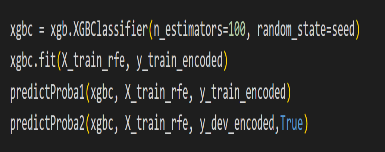 xgbc = xgb.XGBClassifier(n_estimators=100, random_state=seed)
xgbc.fit(X_train_rfe, y_train_encoded)
predictProba1(xgbc, X_train_rfe, y_train_encoded)
predictProba2(xgbc, X_train_rfe, y_dev_encoded,True)